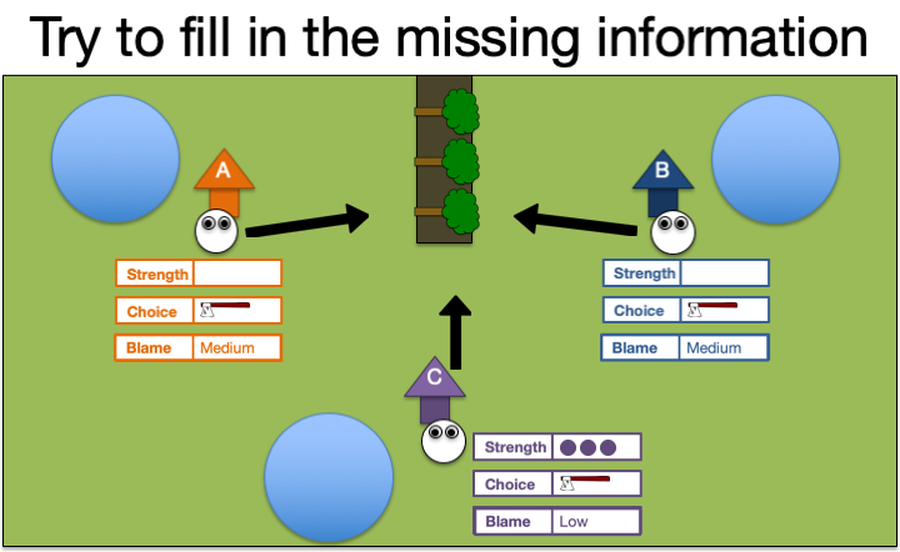 Try to fill in the missing information
A
B
Strength
Choice
Blame Medium
Strength
Choice
Blame Medium
C
Strength
Choice
Blame Low